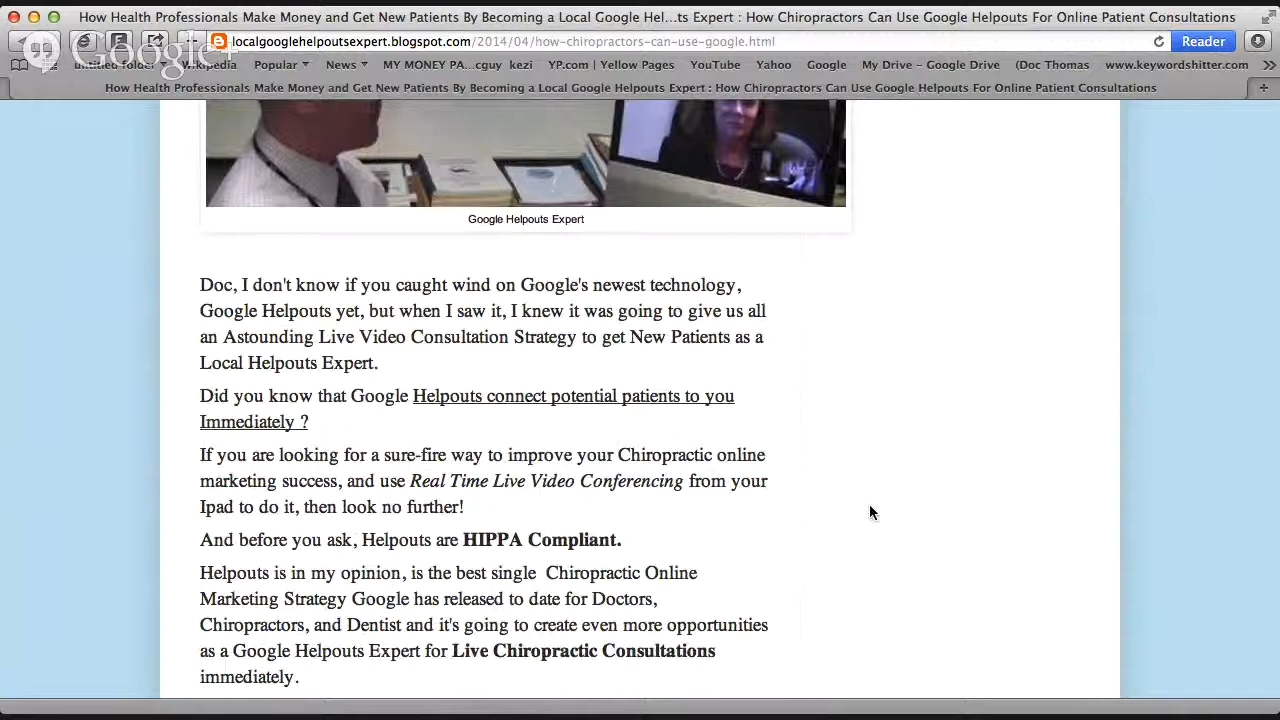 How Health Professionals Make Money and Get New Patients By Becoming a Local Google Hel...ts Expert : How Chiropractors Can Use Google Helpouts For Online Patient Consultations
Google+
localgooglehelpoutsexpert.blogspot.com/2014/04/how-chiropractors-can-use-google.html
Reader
untitled folder Wikipedia Popular News MY MONEY PA...cguy kezi YP.com | Yellow Pages YouTube Yahoo Google My Drive – Google Drive (Doc Thomas www.keywordshitter.com
How Health Professionals Make Money and Get New Patients By Becoming a Local Google Helpouts Expert : How Chiropractors Can Use Google Helpouts For Online Patient Consultations
Google Helpouts Expert
Doc, I don't know if you caught wind on Google's newest technology,
Google Helpouts yet, but when I saw it, I knew it was going to give us all
an Astounding Live Video Consultation Strategy to get New Patients as a
Local Helpouts Expert.
Did you know that Google Helpouts connect potential patients to you
Immediately ?
If you are looking for a sure-fire way to improve your Chiropractic online
marketing success, and use Real Time Live Video Conferencing from your
Ipad to do it, then look no further!
And before you ask, Helpouts are HIPPA Compliant.
Helpouts is in my opinion, is the best single Chiropractic Online
Marketing Strategy Google has released to date for Doctors,
Chiropractors, and Dentist and it's going to create even more opportunities
as a Google Helpouts Expert for Live Chiropractic Consultations
immediately.